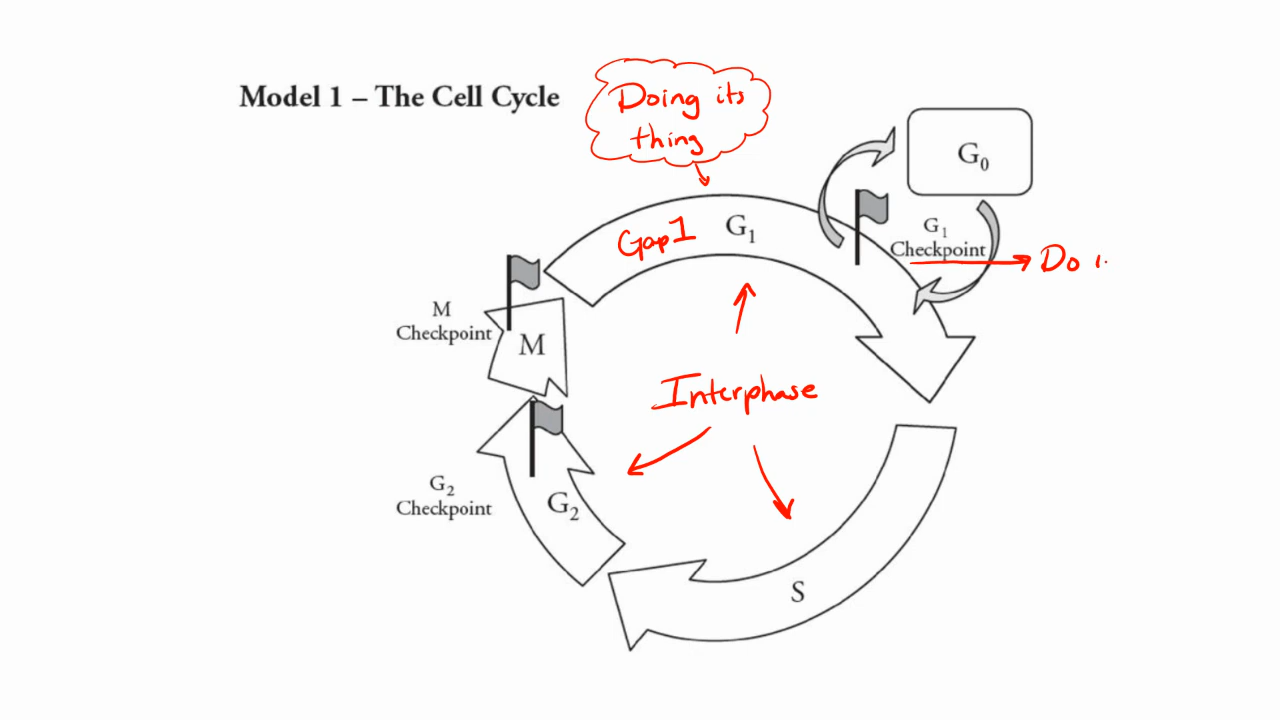 Model 1 – The Cell Cycle
Doing its
thing
G₀
Gap1 G₁
G₁
Checkpoint
Do
M
Checkpoint
M
Interphase
G₂
Checkpoint
G₂
S